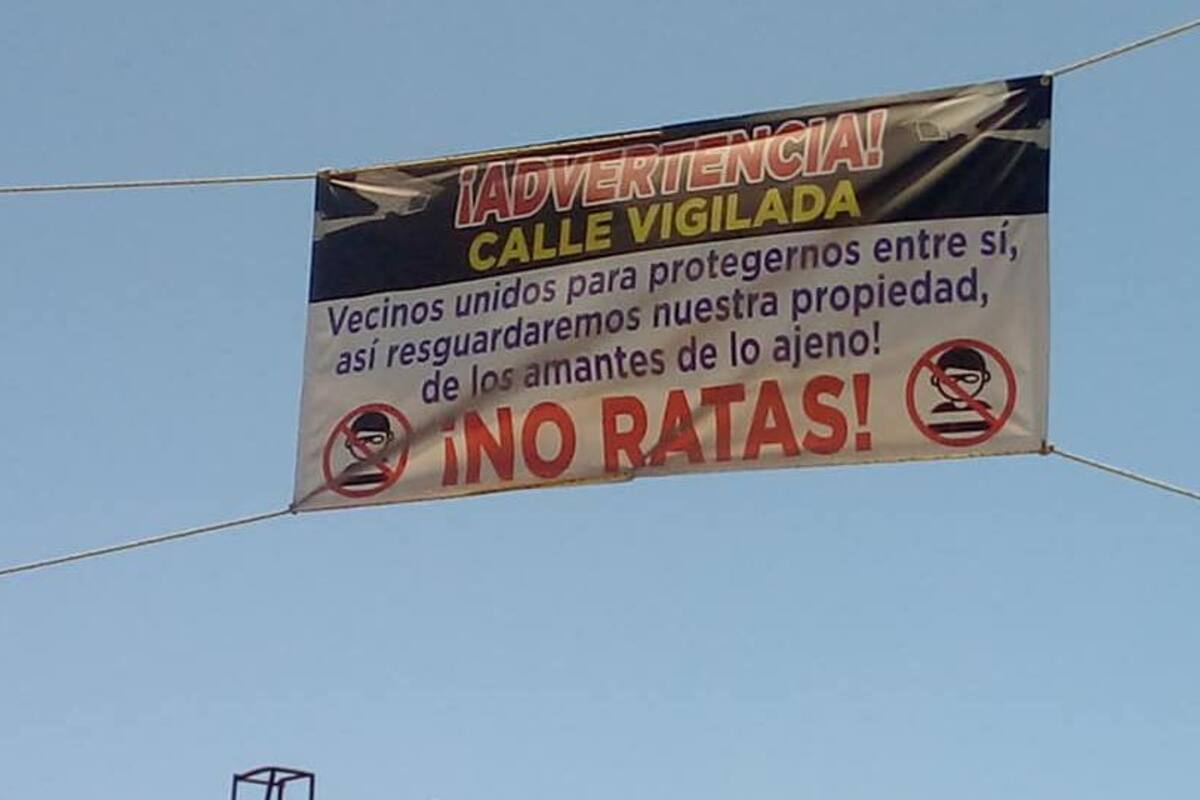 ¡ADVERTENCIA!
CALLE VIGILADA
Vecinos unidos para protegernos entre sí,
así resguardaremos nuestra propiedad,
de los amantes de lo ajeno!
¡NO RATAS!